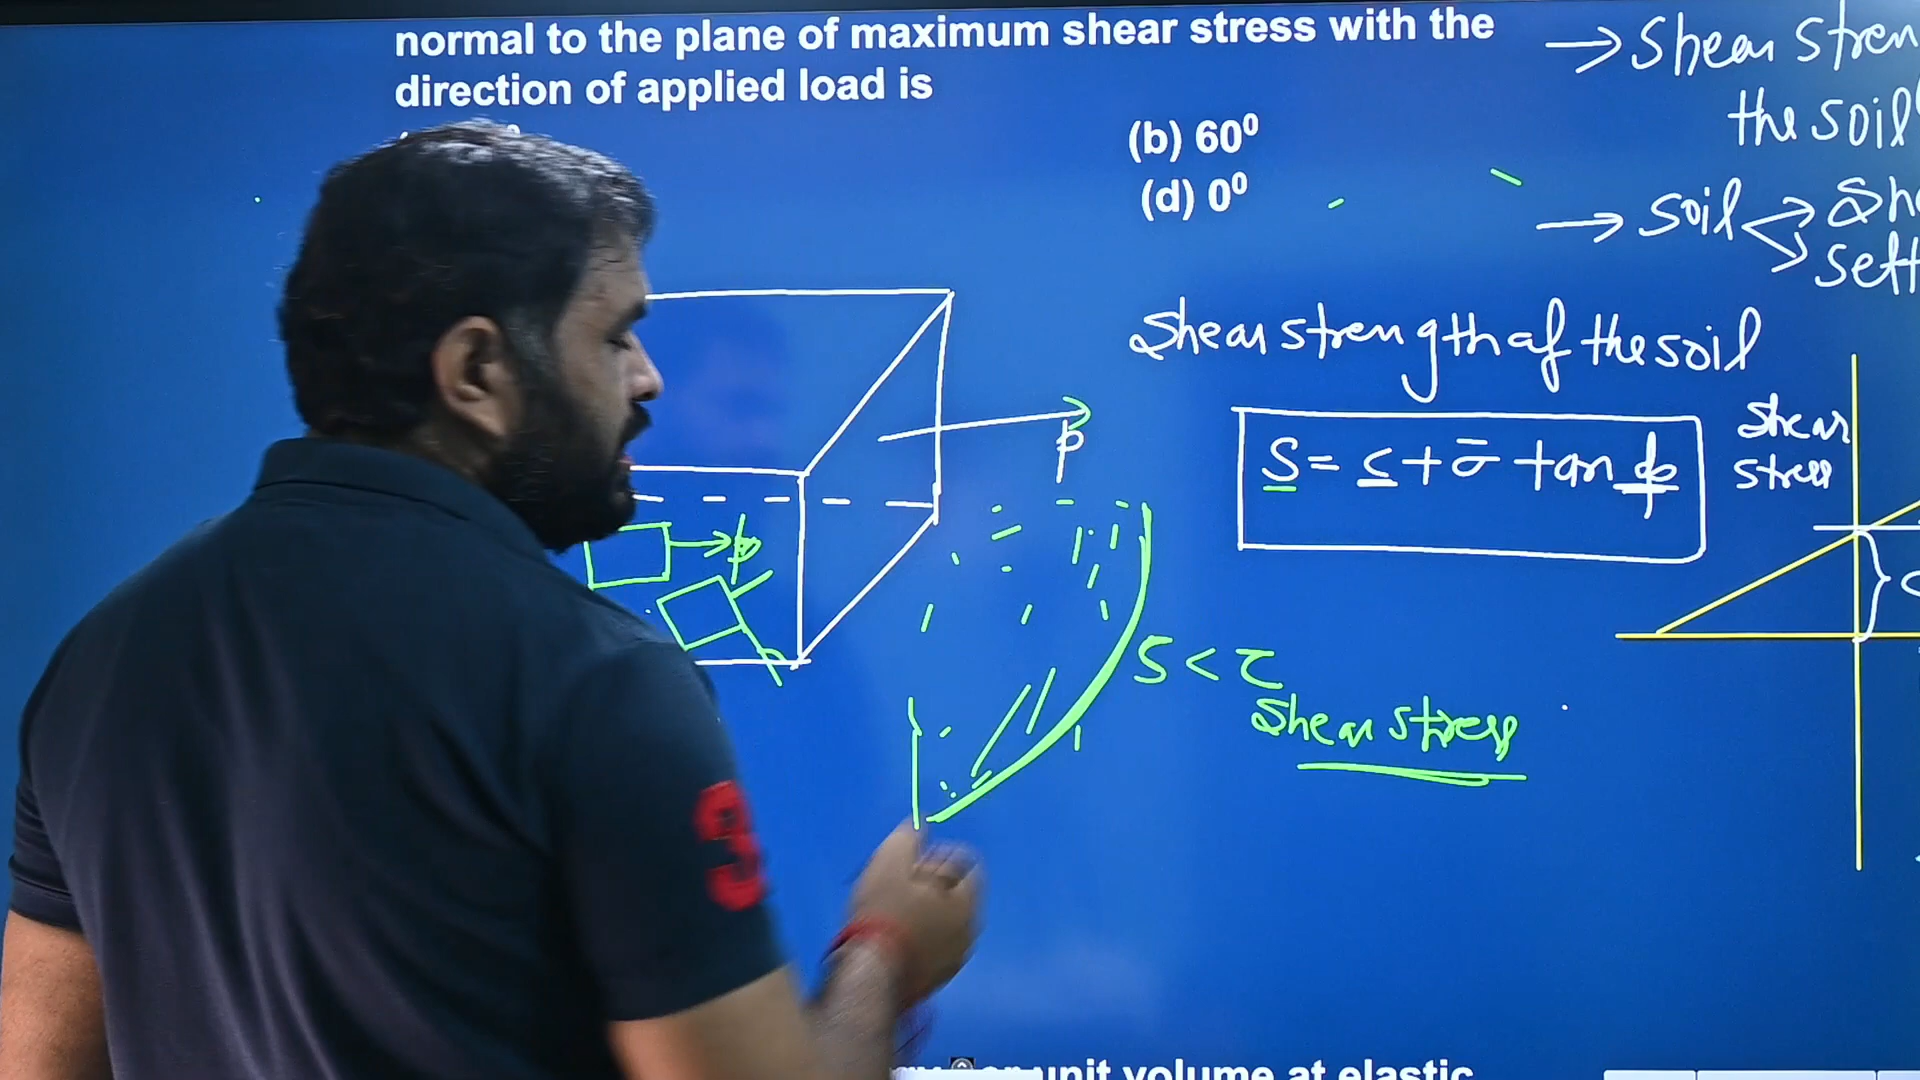 normal to the plane of maximum shear stress with the
direction of applied load is
(b) 60⁰
(d) 0⁰
→ Shear stren
the soil
→ Soil
sett
Shear strength of the soil
S = c + σ̄ tan ϕ
Shear
stress
P
P
S < τ
Shear stress
3
unit volume at elastic